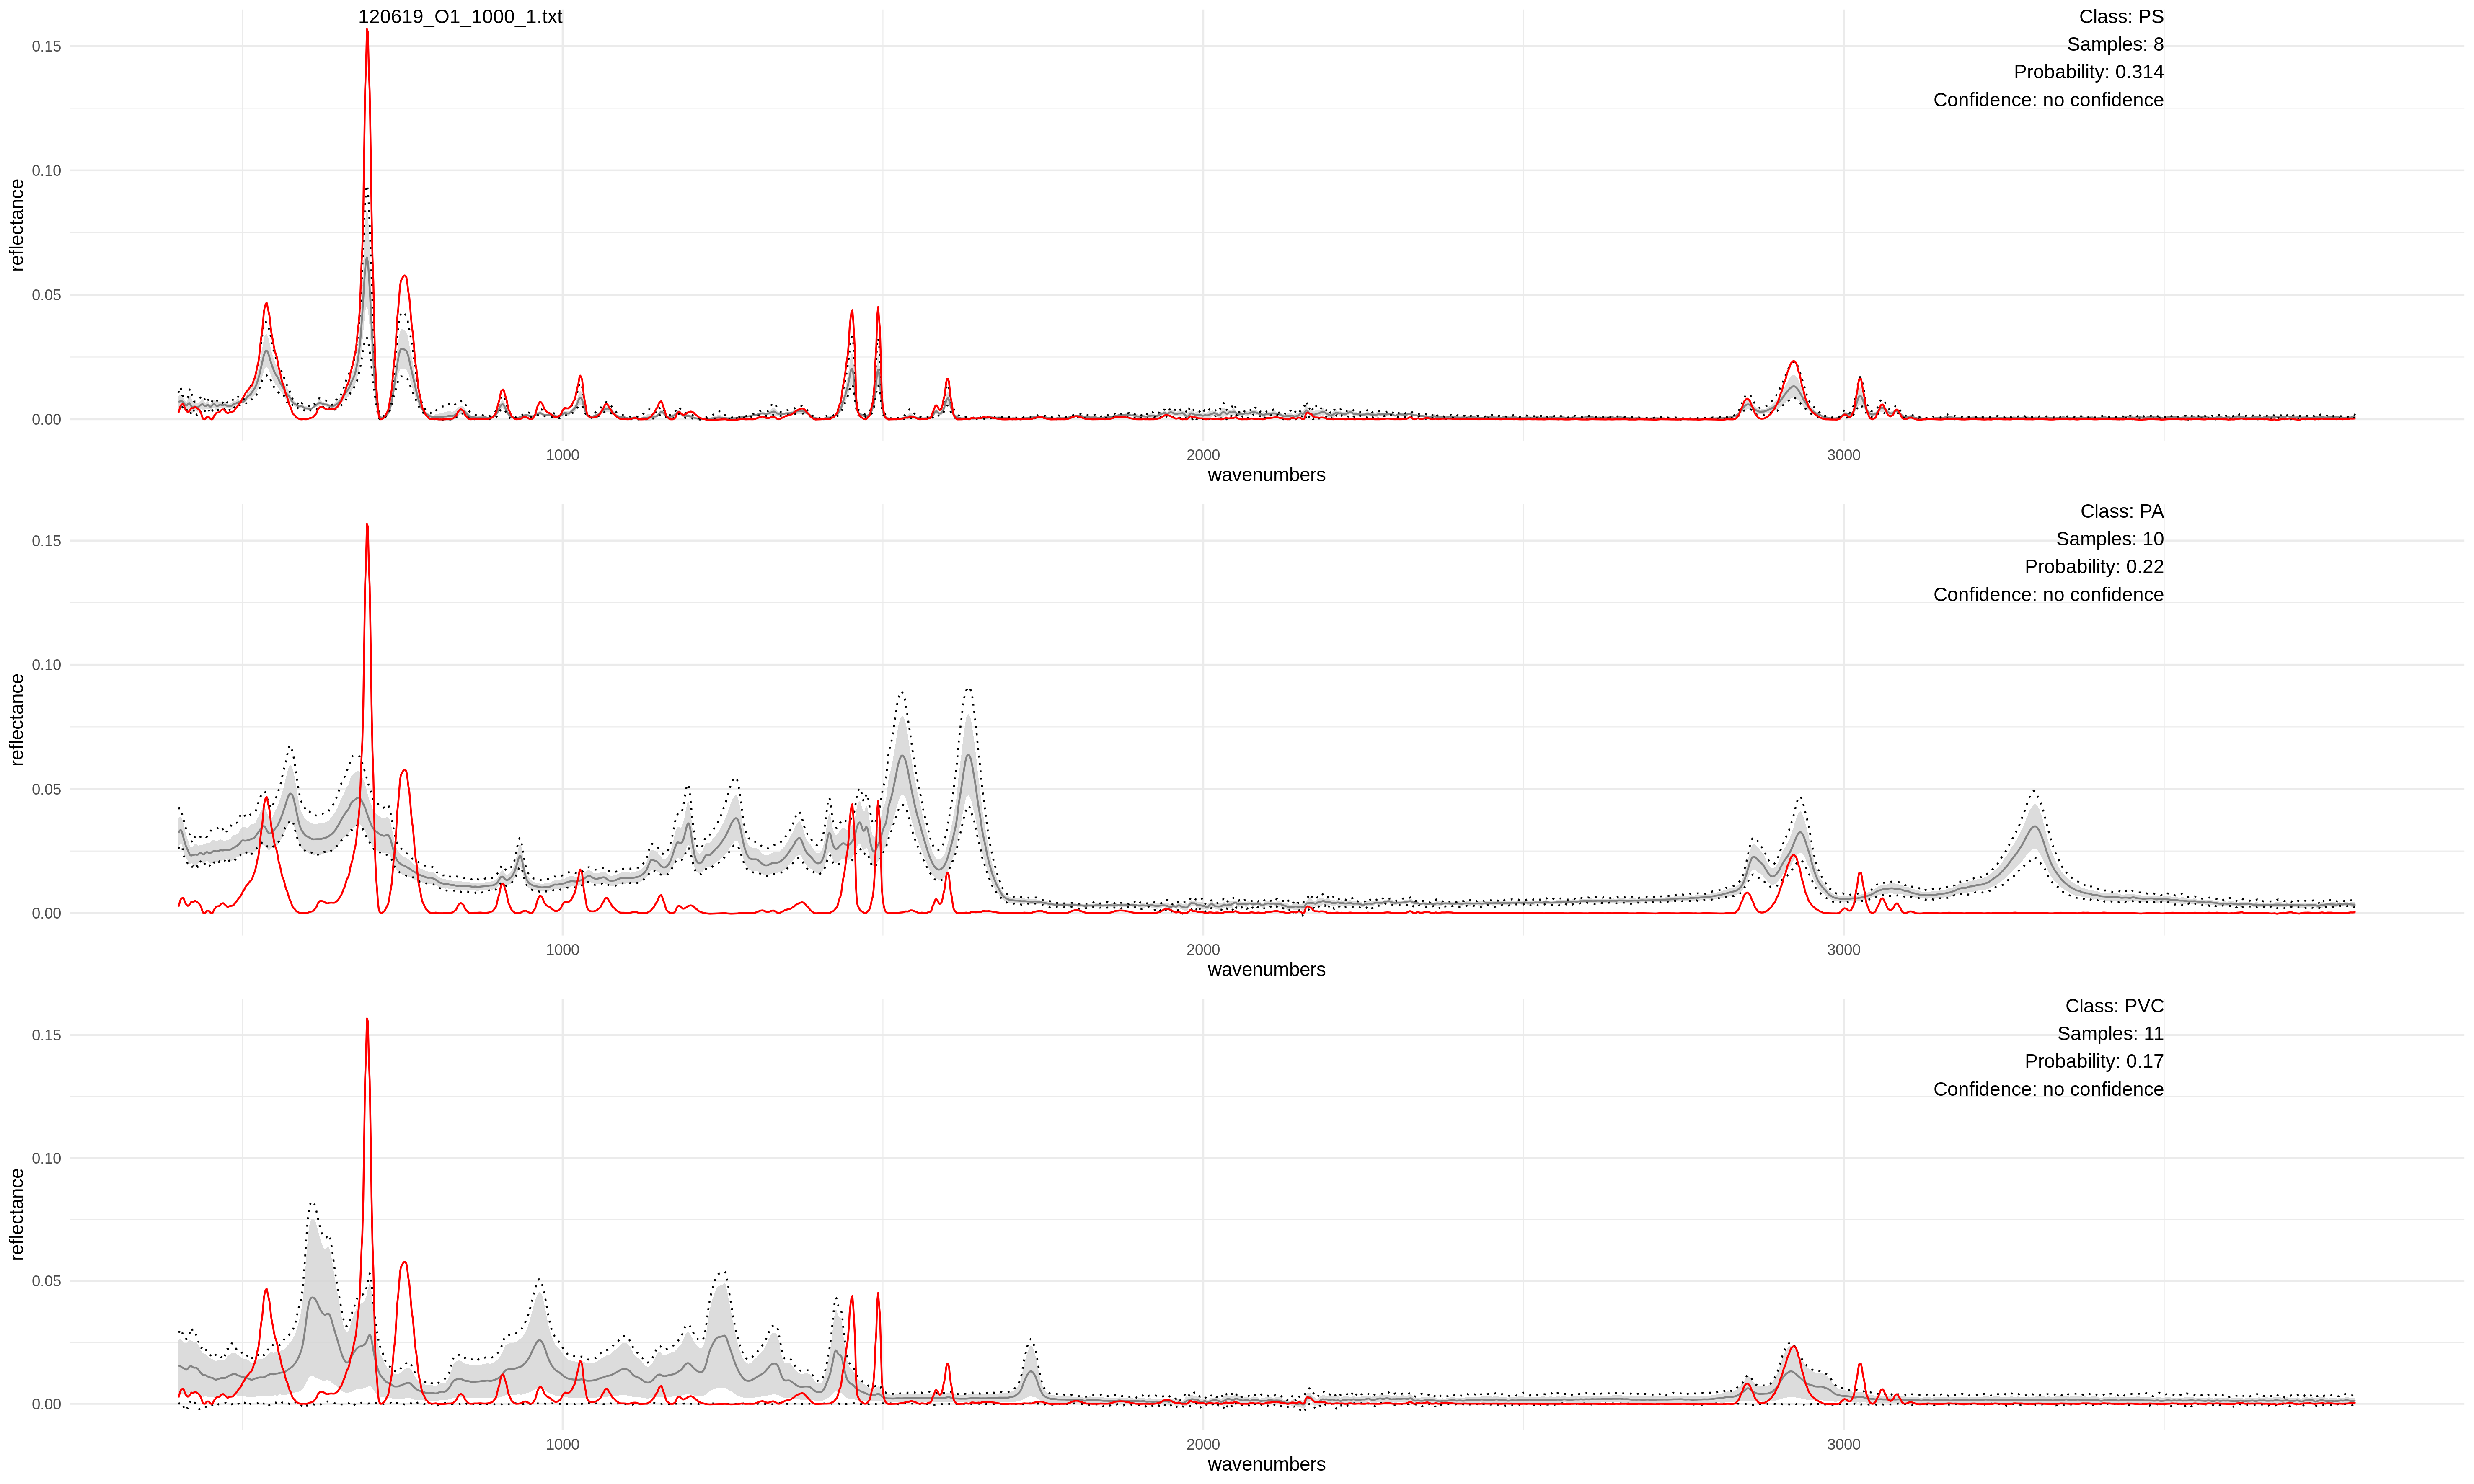 120619_O1_1000_1.txt
Class: PS
Samples: 8
Probability: 0.314
Confidence: no confidence
0.15
0.10
0.05
0.00
reflectance
1000
2000
3000
wavenumbers
Class: PA
Samples: 10
Probability: 0.22
Confidence: no confidence
0.15
0.10
0.05
0.00
reflectance
1000
2000
3000
wavenumbers
Class: PVC
Samples: 11
Probability: 0.17
Confidence: no confidence
0.15
0.10
0.05
0.00
reflectance
1000
2000
3000
wavenumbers